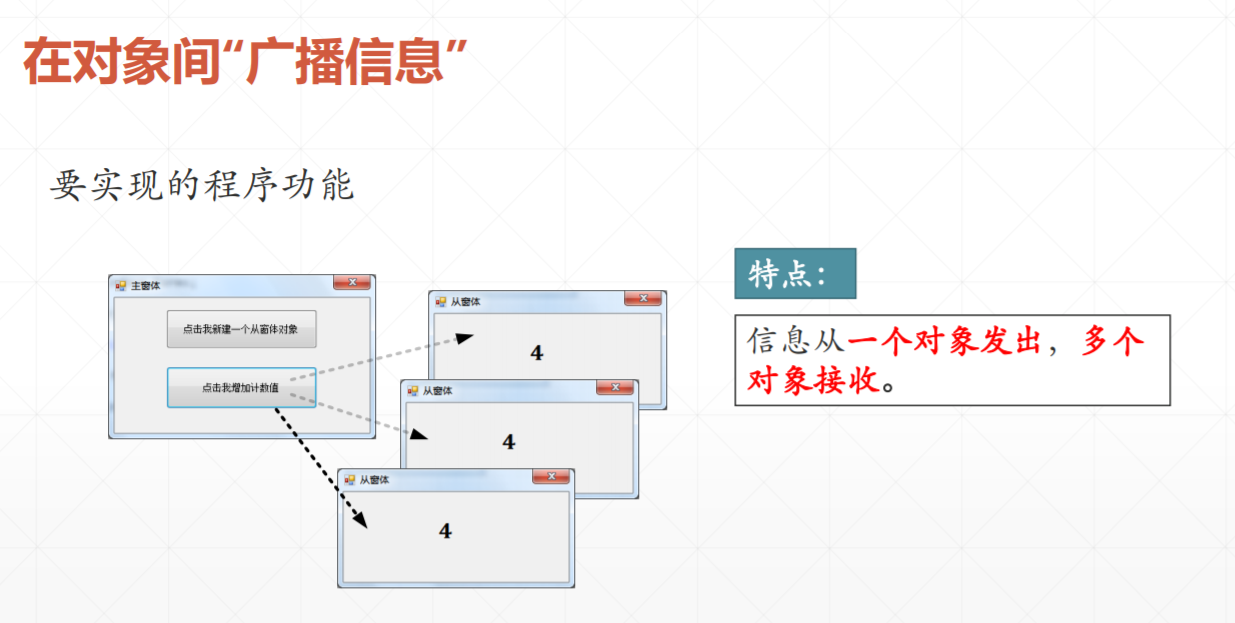 在对象间“广播信息”
要实现的程序功能
主窗体
点击我新建一个从窗体对象
点击我增加计数值
从窗体
4
从窗体
4
从窗体
4
特点：
信息从一个对象发出，多个
对象接收。